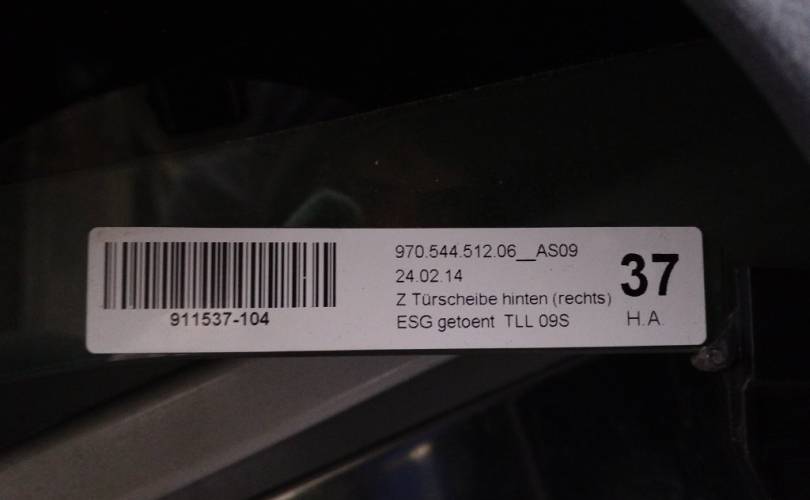 970.544.512.06__AS09
24.02.14
Z Türscheibe hinten (rechts)
ESG getoent TLL 09S
37
H.A.
911537-104